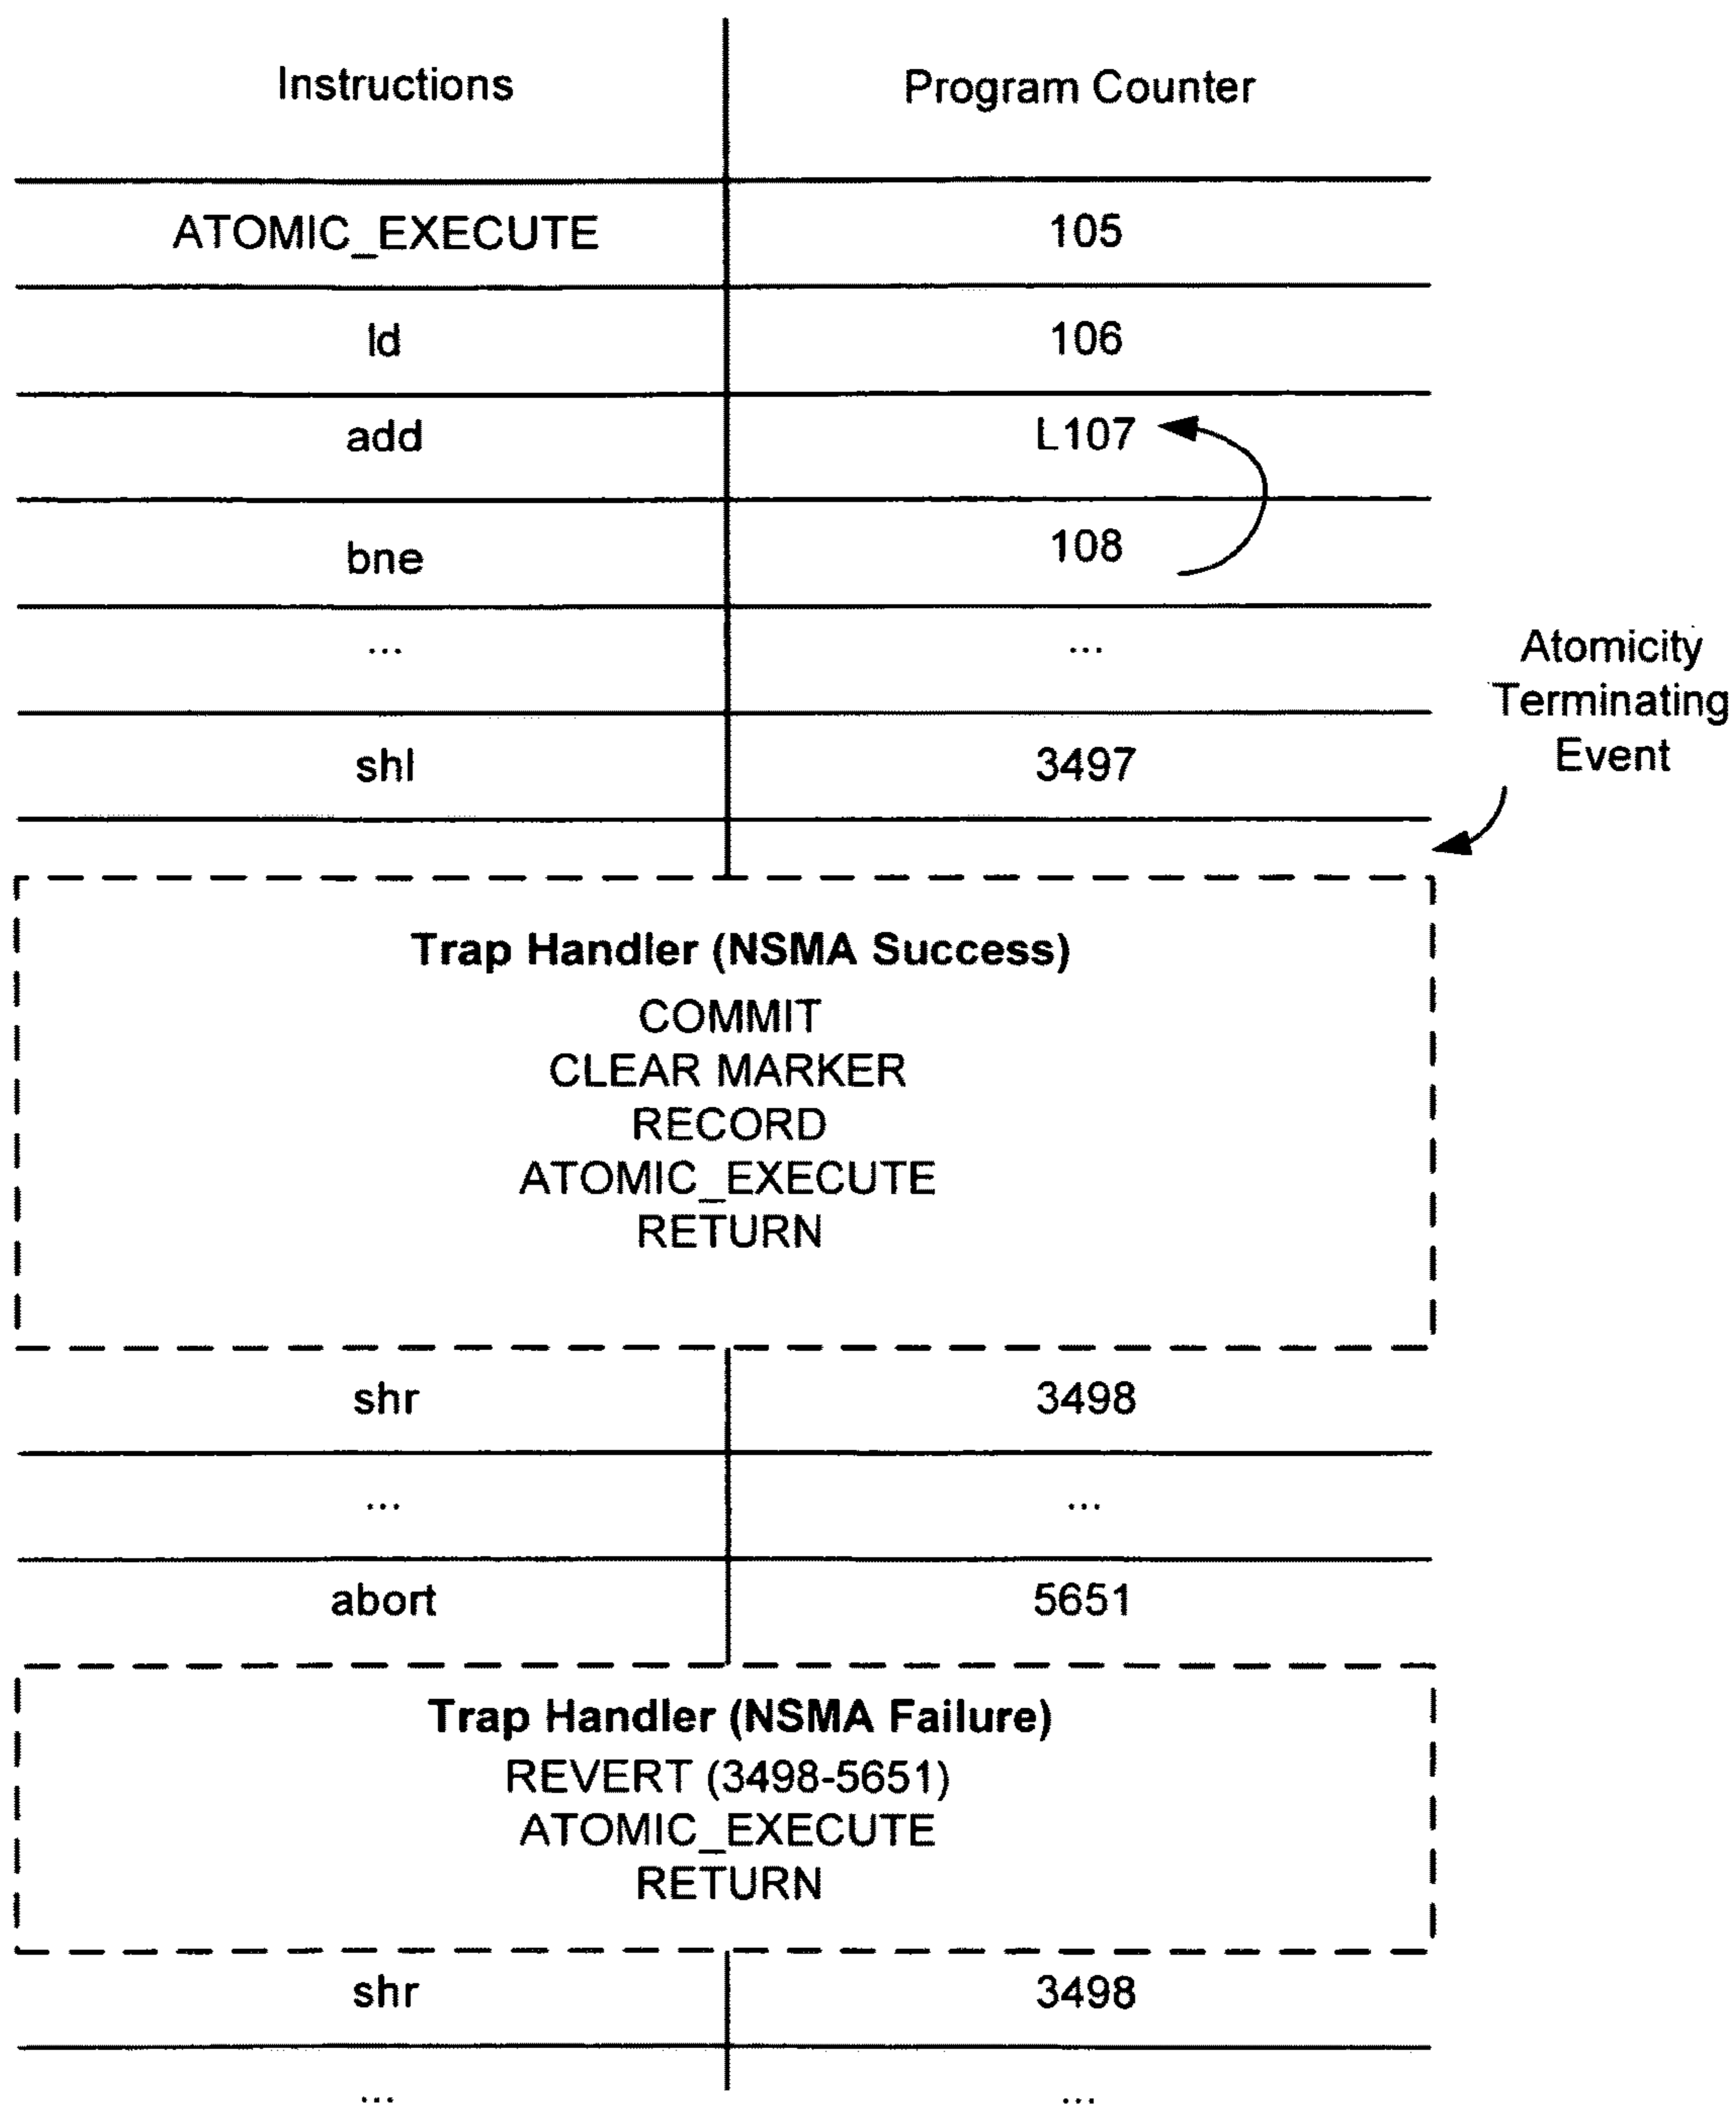 Instructions Program Counter
ATOMIC_EXECUTE 105
ld 106
add L107
bne 108
... ...
Atomicity
Terminating
Event
shl 3497
Trap Handler (NSMA Success)
COMMIT
CLEAR MARKER
RECORD
ATOMIC_EXECUTE
RETURN
shr 3498
... ...
abort 5651
Trap Handler (NSMA Failure)
REVERT (3498-5651)
ATOMIC_EXECUTE
RETURN
shr 3498
... ...